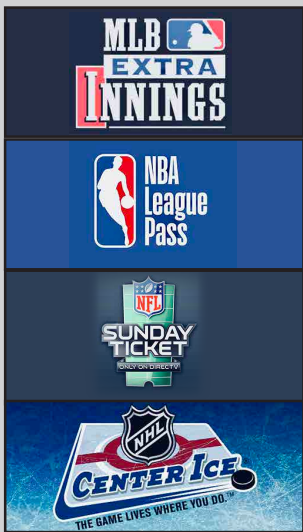 MLB
EXTRA
INNINGS
NBA
League
Pass
NFL
SUNDAY
TICKET
ONLY ON DIRECTV
NHL
CENTER ICE
THE GAME LIVES WHERE YOU DO.™